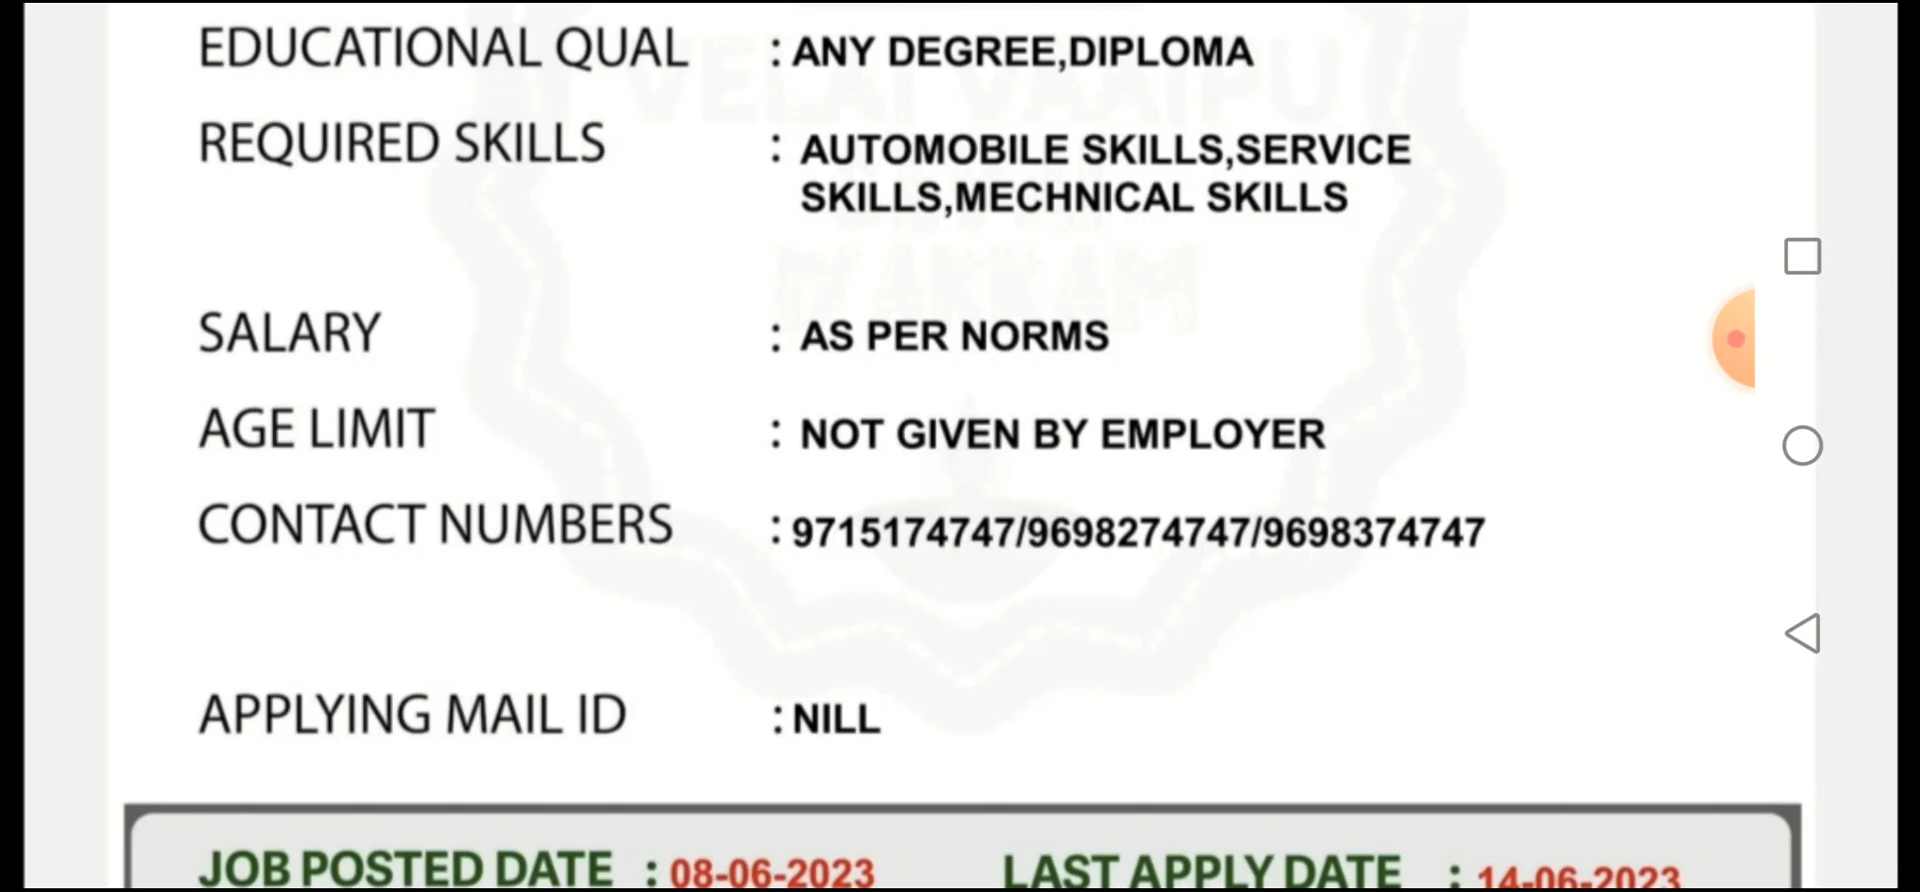 EDUCATIONAL QUAL : ANY DEGREE,DIPLOMA
REQUIRED SKILLS : AUTOMOBILE SKILLS,SERVICE
SKILLS,MECHNICAL SKILLS
SALARY : AS PER NORMS
AGE LIMIT : NOT GIVEN BY EMPLOYER
CONTACT NUMBERS : 9715174747/9698274747/9698374747
APPLYING MAIL ID : NILL
JOB POSTED DATE : 08-06-2023 LAST APPLY DATE : 14-06-2023
VELAI VAAIPU